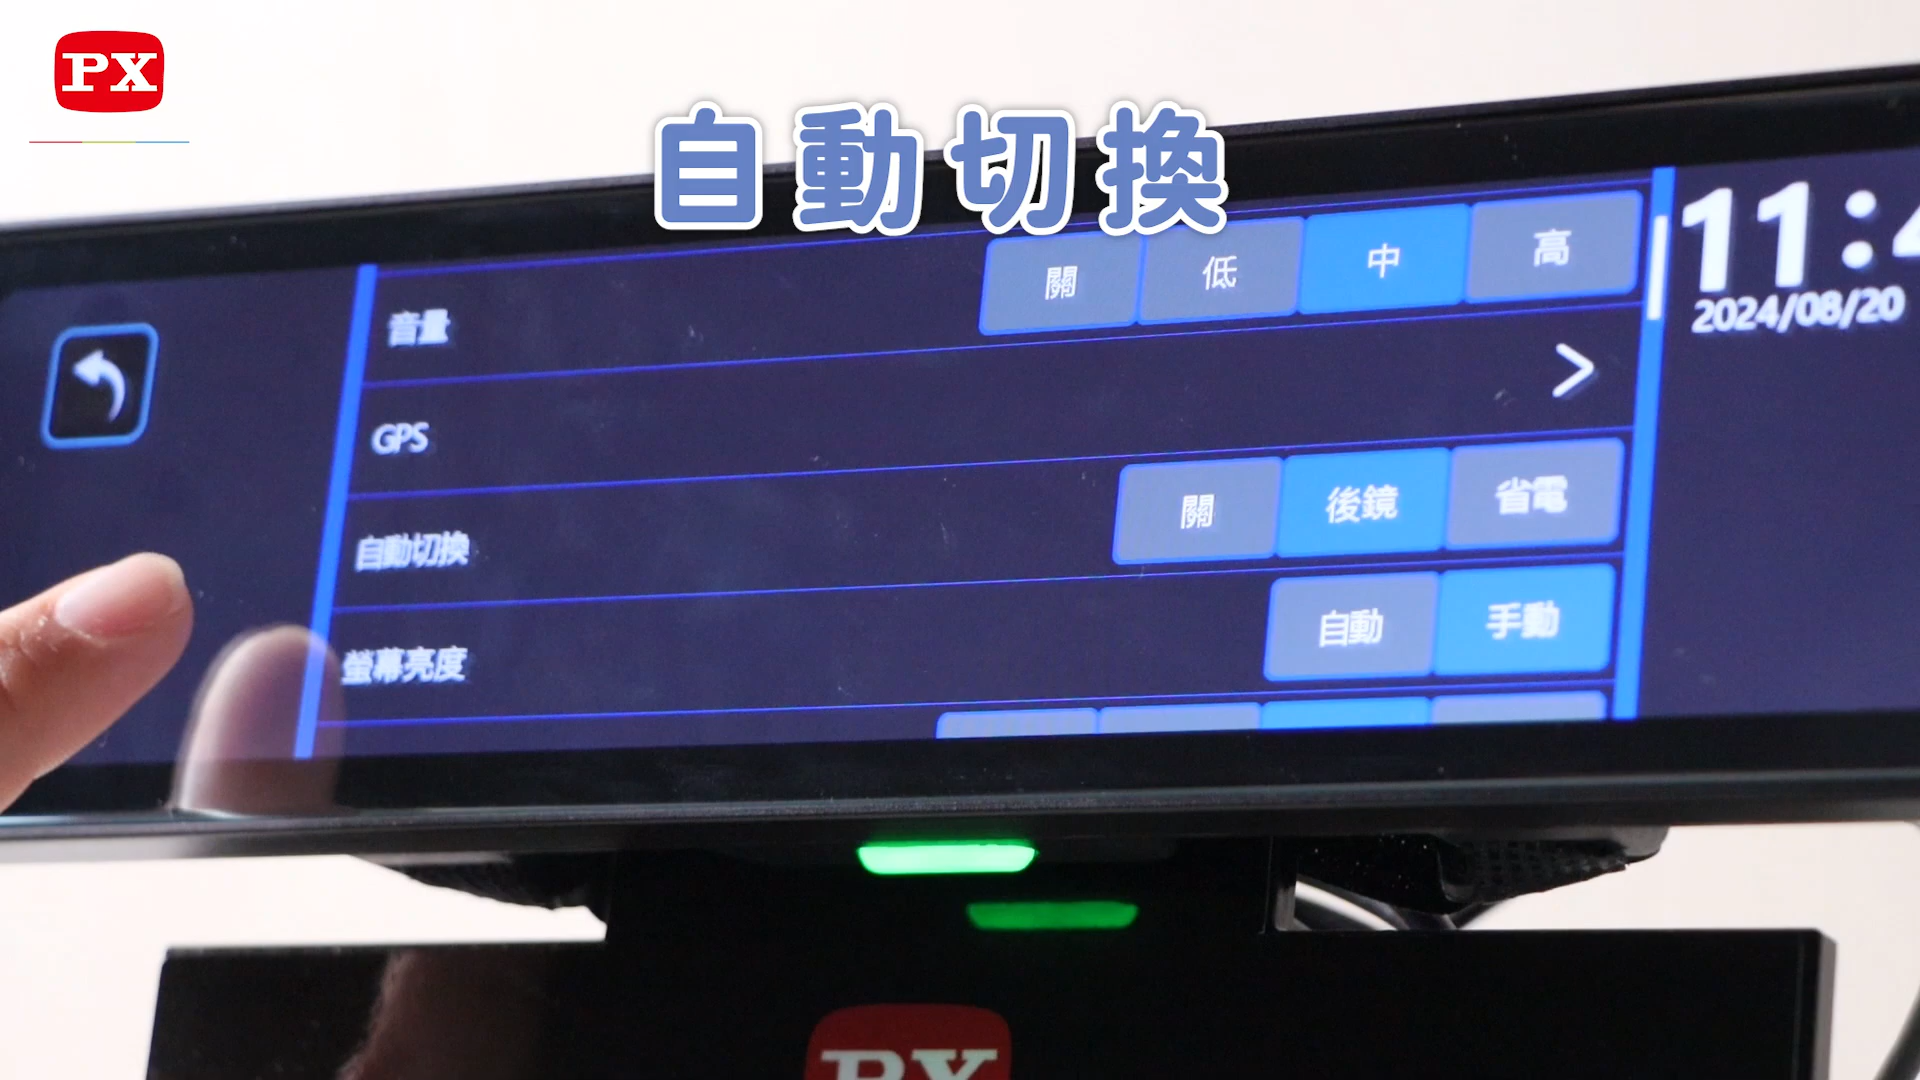 PX
自動切換
音量 關 低 中 高
11:4
2024/08/20
GPS
自動切換 關 後鏡 省電
螢幕亮度 自動 手動
PX